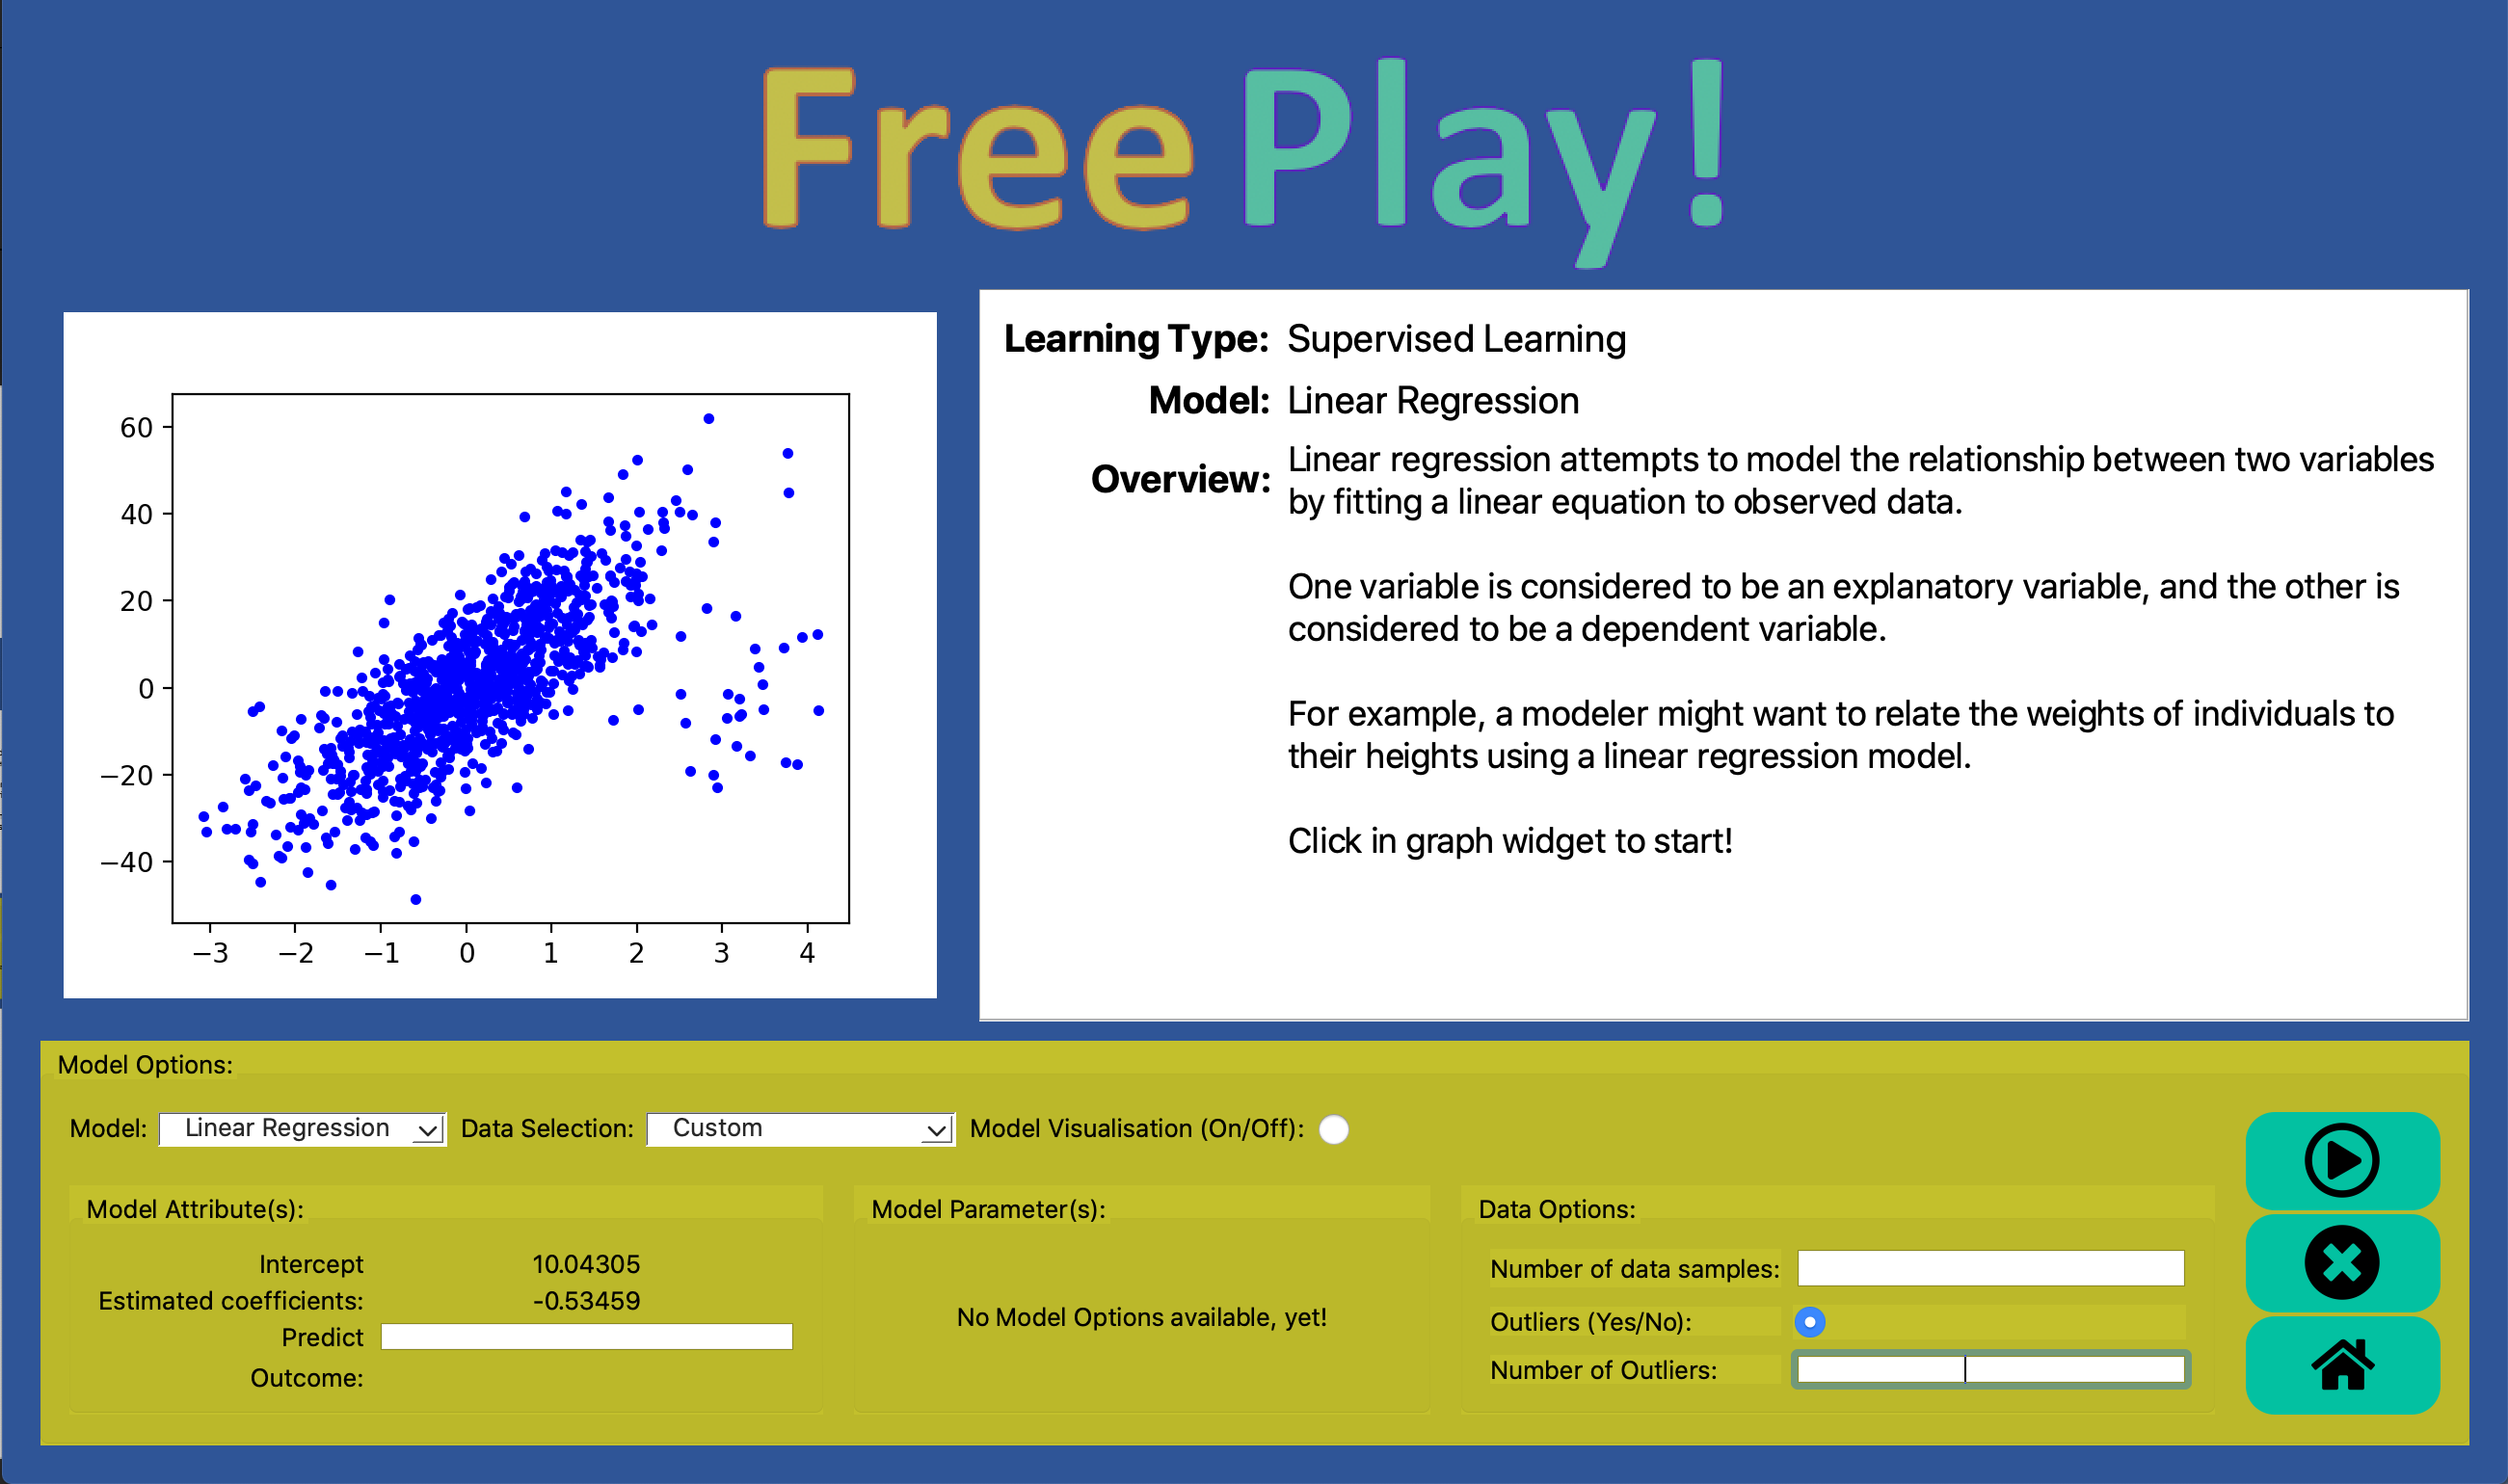 Free Play!
Learning Type: Supervised Learning
Model: Linear Regression
Overview: Linear regression attempts to model the relationship between two variables
by fitting a linear equation to observed data.
One variable is considered to be an explanatory variable, and the other is
considered to be a dependent variable.
For example, a modeler might want to relate the weights of individuals to
their heights using a linear regression model.
Click in graph widget to start!
60
40
20
0
−20
−40
−3 −2 −1 0 1 2 3 4
Model Options:
Model: Linear Regression Data Selection: Custom Model Visualisation (On/Off):
Model Attribute(s):
Intercept 10.04305
Estimated coefficients: -0.53459
Predict
Outcome:
Model Parameter(s):
No Model Options available, yet!
Data Options:
Number of data samples:
Outliers (Yes/No):
Number of Outliers: